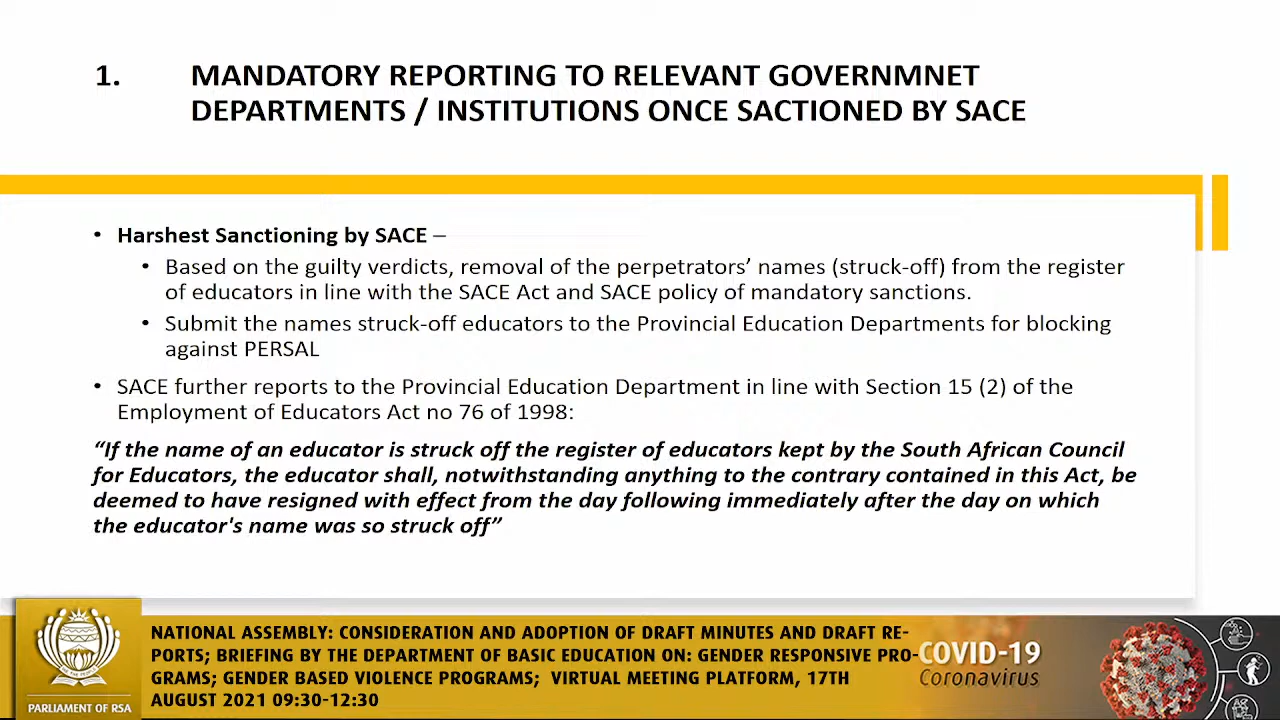 1. MANDATORY REPORTING TO RELEVANT GOVERNMNET
DEPARTMENTS / INSTITUTIONS ONCE SACTIONED BY SACE
• Harshest Sanctioning by SACE –
• Based on the guilty verdicts, removal of the perpetrators’ names (struck-off) from the register
of educators in line with the SACE Act and SACE policy of mandatory sanctions.
• Submit the names struck-off educators to the Provincial Education Departments for blocking
against PERSAL
• SACE further reports to the Provincial Education Department in line with Section 15 (2) of the
Employment of Educators Act no 76 of 1998:
“If the name of an educator is struck off the register of educators kept by the South African Council
for Educators, the educator shall, notwithstanding anything to the contrary contained in this Act, be
deemed to have resigned with effect from the day following immediately after the day on which
the educator's name was so struck off”
PARLIAMENT OF RSA
NATIONAL ASSEMBLY: CONSIDERATION AND ADOPTION OF DRAFT MINUTES AND DRAFT RE-
PORTS; BRIEFING BY THE DEPARTMENT OF BASIC EDUCATION ON: GENDER RESPONSIVE PRO-
GRAMS; GENDER BASED VIOLENCE PROGRAMS; VIRTUAL MEETING PLATFORM, 17TH
AUGUST 2021 09:30-12:30
COVID-19
Coronavirus